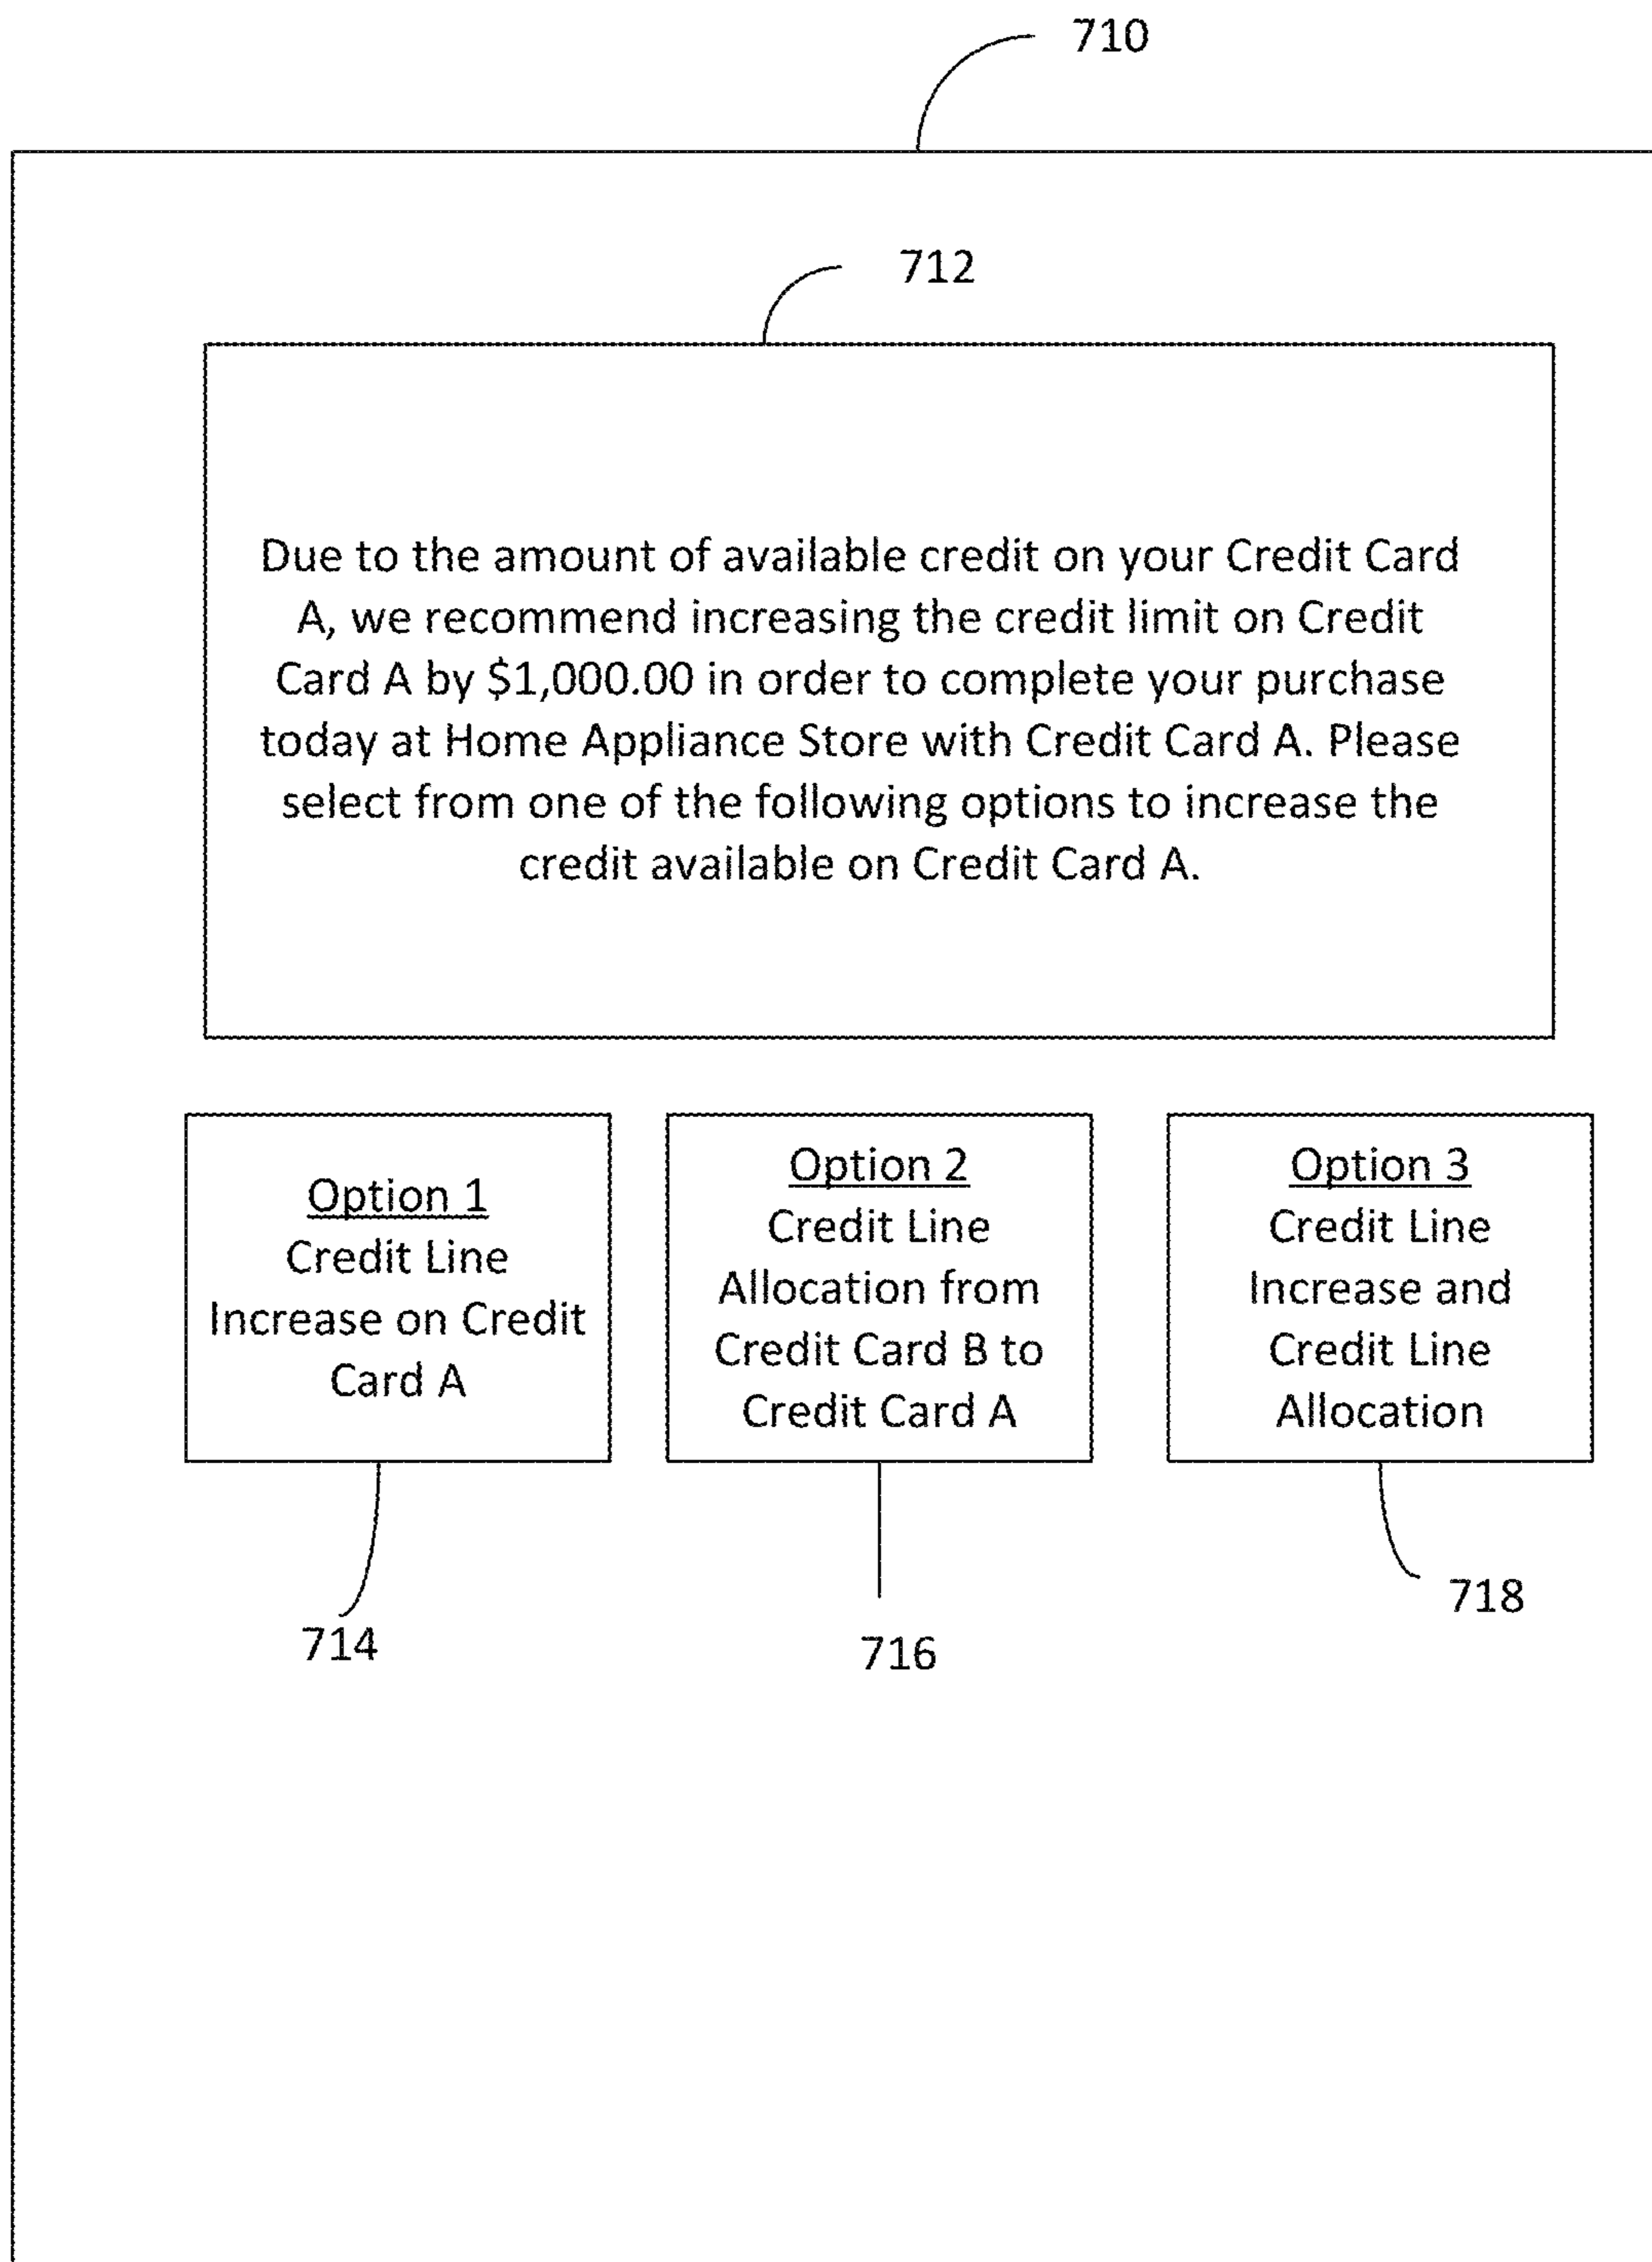 710
712
Due to the amount of available credit on your Credit Card
A, we recommend increasing the credit limit on Credit
Card A by $1,000.00 in order to complete your purchase
today at Home Appliance Store with Credit Card A. Please
select from one of the following options to increase the
credit available on Credit Card A.
Option 1
Credit Line
Increase on Credit
Card A
Option 2
Credit Line
Allocation from
Credit Card B to
Credit Card A
Option 3
Credit Line
Increase and
Credit Line
Allocation
714
716
718